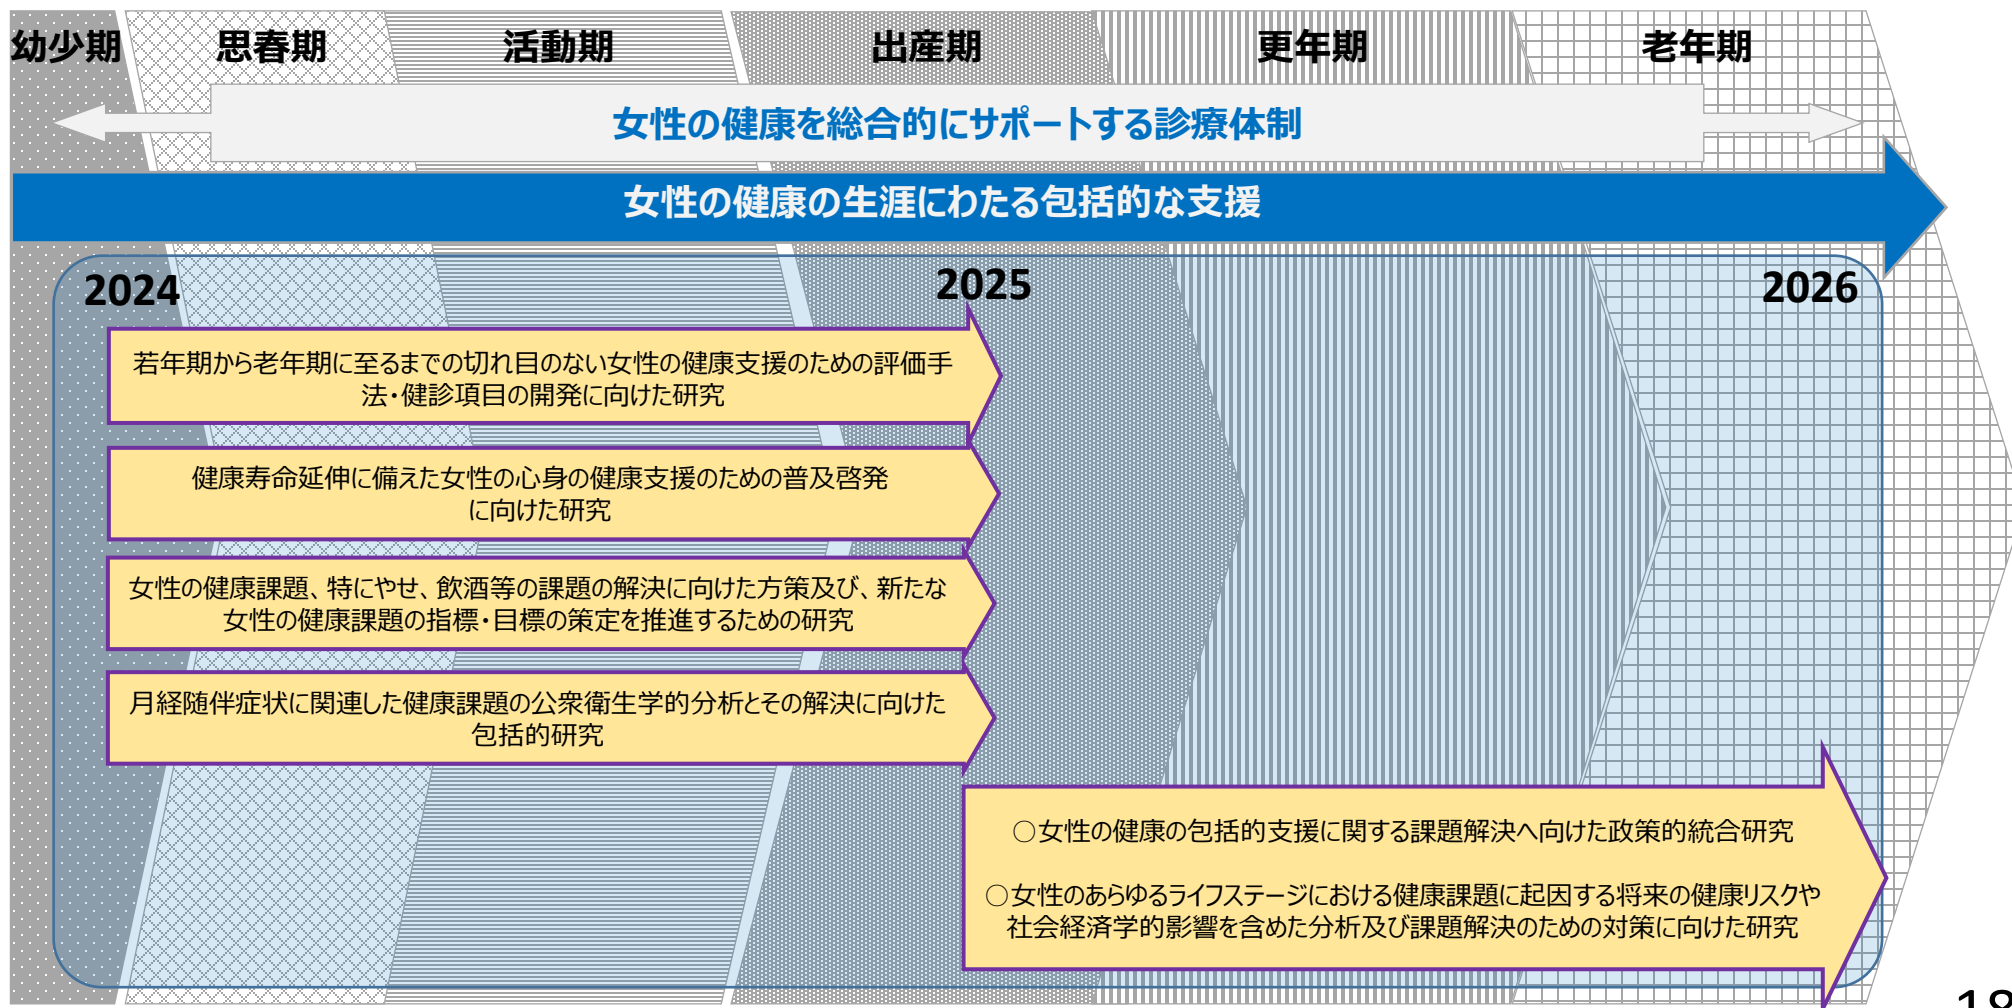 幼少期
思春期
活動期
出産期
更年期
老年期
女性の健康を総合的にサポートする診療体制
女性の健康の生涯にわたる包括的な支援
2024
2025
2026
若年期から老年期に至るまでの切れ目のない女性の健康支援のための評価手
法・健診項目の開発に向けた研究
健康寿命延伸に備えた女性の心身の健康支援のための普及啓発
に向けた研究
女性の健康課題、特にやせ、飲酒等の課題の解決に向けた方策及び、新たな
女性の健康課題の指標・目標の策定を推進するための研究
月経随伴症状に関連した健康課題の公衆衛生学的分析とその解決に向けた
包括的研究
○女性の健康の包括的支援に関する課題解決へ向けた政策的統合研究
○女性のあらゆるライフステージにおける健康課題に起因する将来の健康リスクや
社会経済学的影響を含めた分析及び課題解決のための対策に向けた研究
18